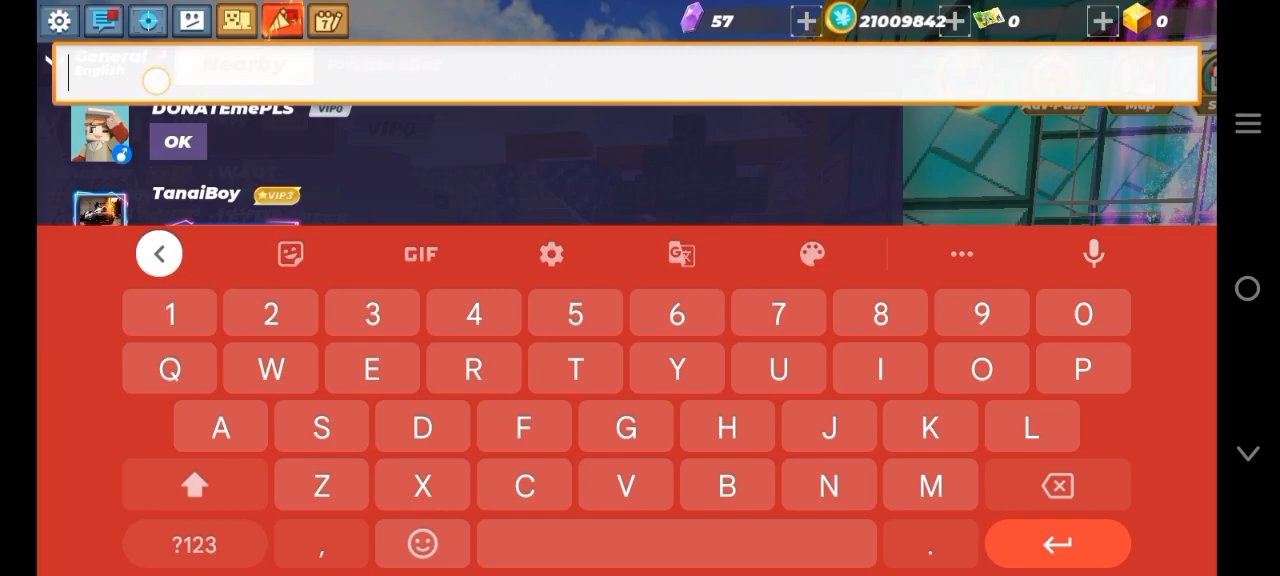 57
21009842
0
0
General
English
Nearby
DONATEmePLS VIP0
OK
VIP0
TanaiBoy VIP3
GIF
1 2 3 4 5 6 7 8 9 0
Q W E R T Y U I O P
A S D F G H J K L
Z X C V B N M
?123 , .